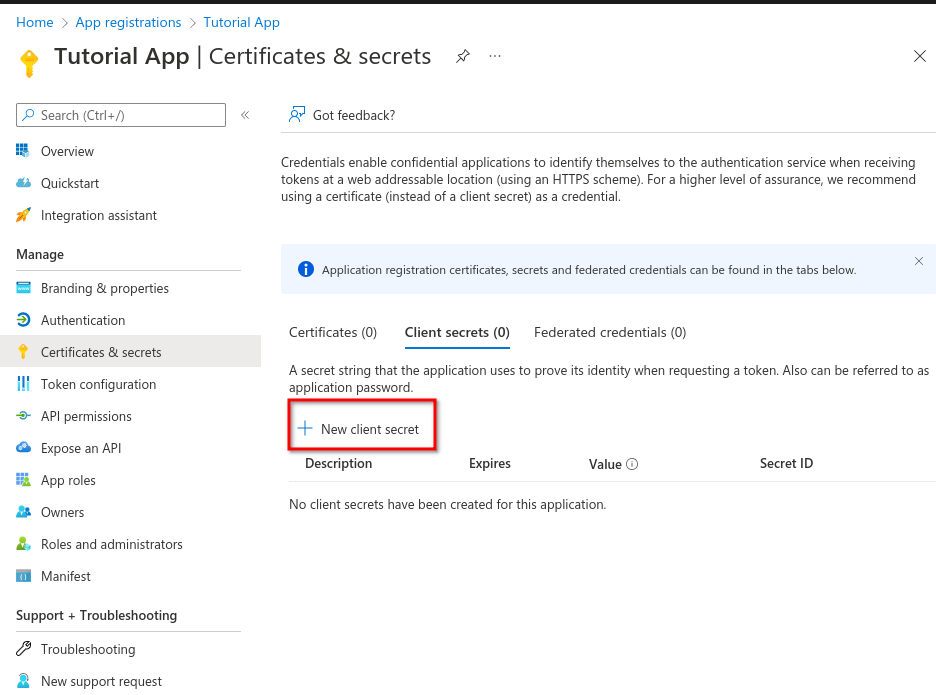 Home > App registrations > Tutorial App
Tutorial App | Certificates & secrets
Search (Ctrl+/)
Overview
Quickstart
Integration assistant
Manage
Branding & properties
Authentication
Certificates & secrets
Token configuration
API permissions
Expose an API
App roles
Owners
Roles and administrators
Manifest
Support + Troubleshooting
Troubleshooting
New support request
Got feedback?
Credentials enable confidential applications to identify themselves to the authentication service when receiving
tokens at a web addressable location (using an HTTPS scheme). For a higher level of assurance, we recommend
using a certificate (instead of a client secret) as a credential.
Application registration certificates, secrets and federated credentials can be found in the tabs below.
Certificates (0) Client secrets (0) Federated credentials (0)
A secret string that the application uses to prove its identity when requesting a token. Also can be referred to as
application password.
New client secret
Description Expires Value Secret ID
No client secrets have been created for this application.